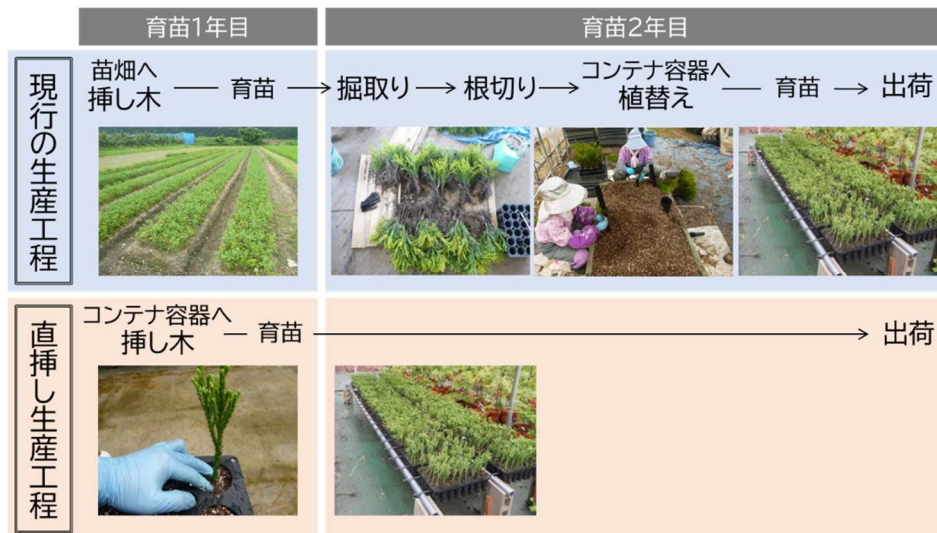 育苗1年目
育苗2年目
現行の生産工程
苗畑へ
挿し木
育苗
掘取り
根切り
コンテナ容器へ
植替え
育苗
出荷
直挿し生産工程
コンテナ容器へ
挿し木
育苗
出荷